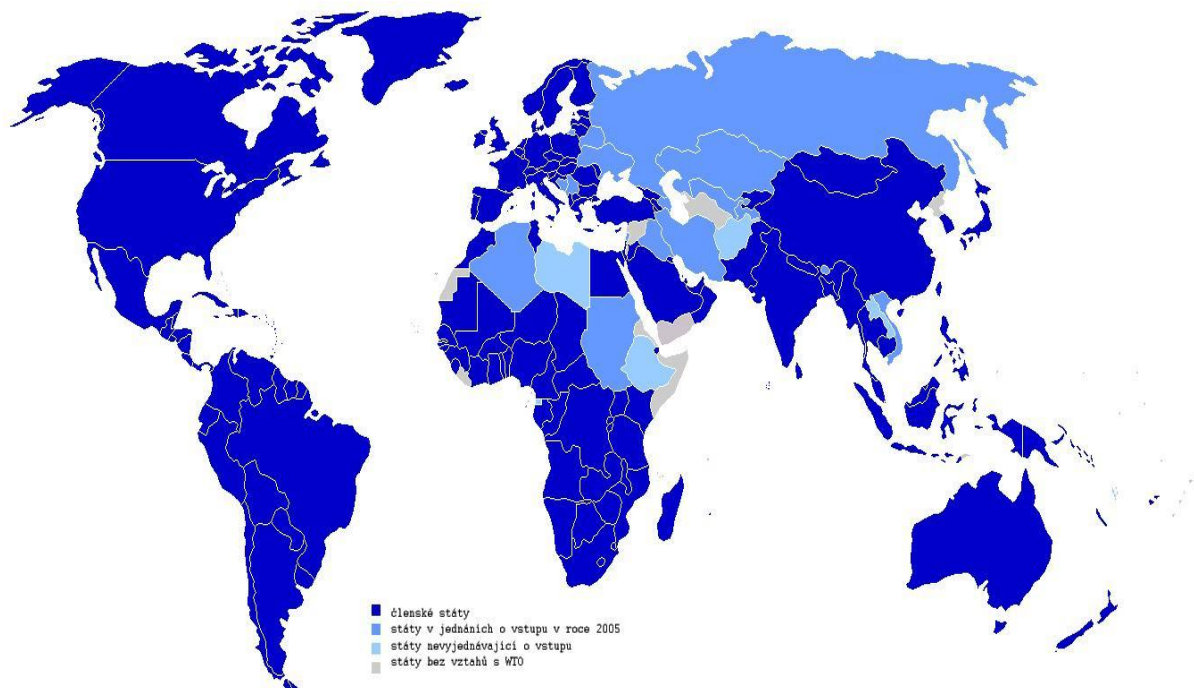 členské státy
státy v jednáních o vstupu v roce 2005
státy nevyjednávající o vstupu
státy bez vztahů s WTO